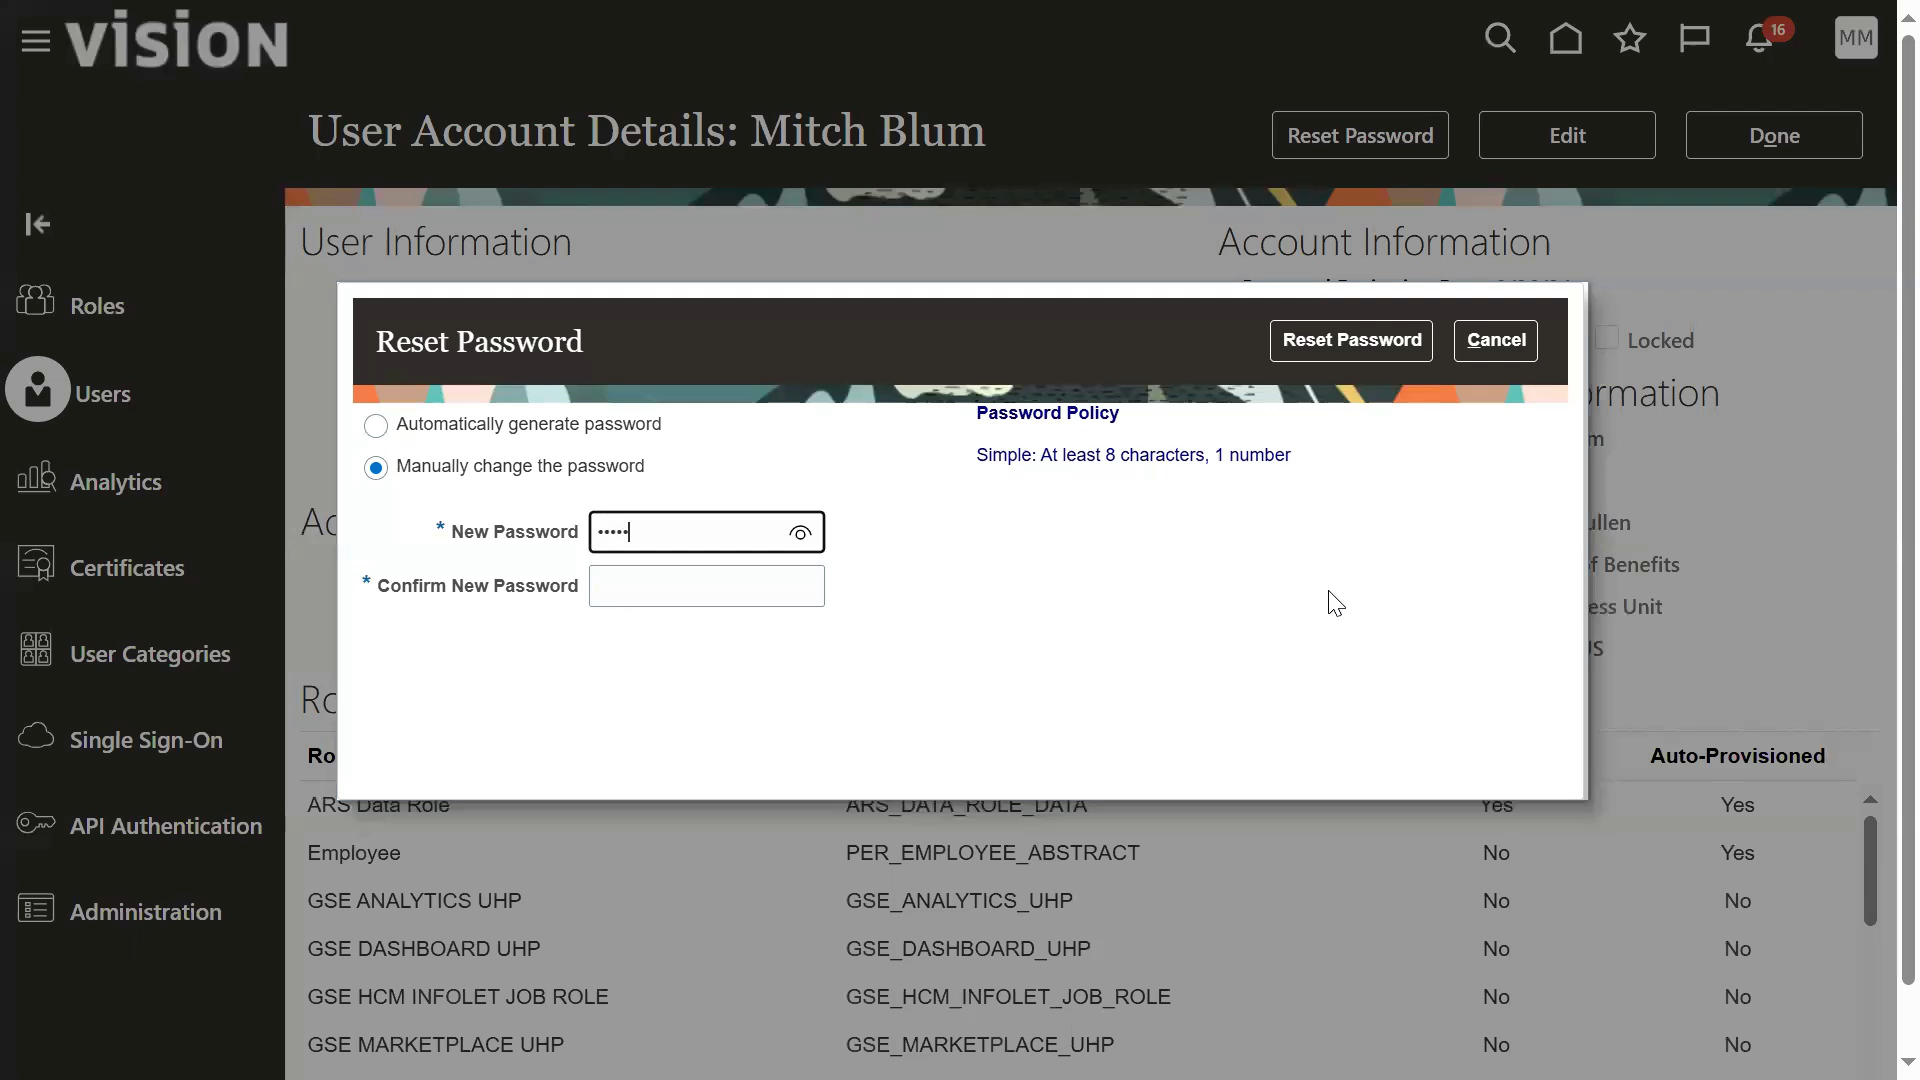 vision
16
MM
User Account Details: Mitch Blum
Reset Password
Edit
Done
User Information
Account Information
Roles
Users
Analytics
Certificates
User Categories
Single Sign-On
API Authentication
Administration
Locked
Reset Password
Reset Password
Cancel
Automatically generate password
Manually change the password
Password Policy
Simple: At least 8 characters, 1 number
* New Password •••••
* Confirm New Password
of Benefits
Unit
Auto-Provisioned
ARS Data Role ARS_DATA_ROLE_DATA Yes Yes
Employee PER_EMPLOYEE_ABSTRACT No Yes
GSE ANALYTICS UHP GSE_ANALYTICS_UHP No No
GSE DASHBOARD UHP GSE_DASHBOARD_UHP No No
GSE HCM INFOLET JOB ROLE GSE_HCM_INFOLET_JOB_ROLE No No
GSE MARKETPLACE UHP GSE_MARKETPLACE_UHP No No